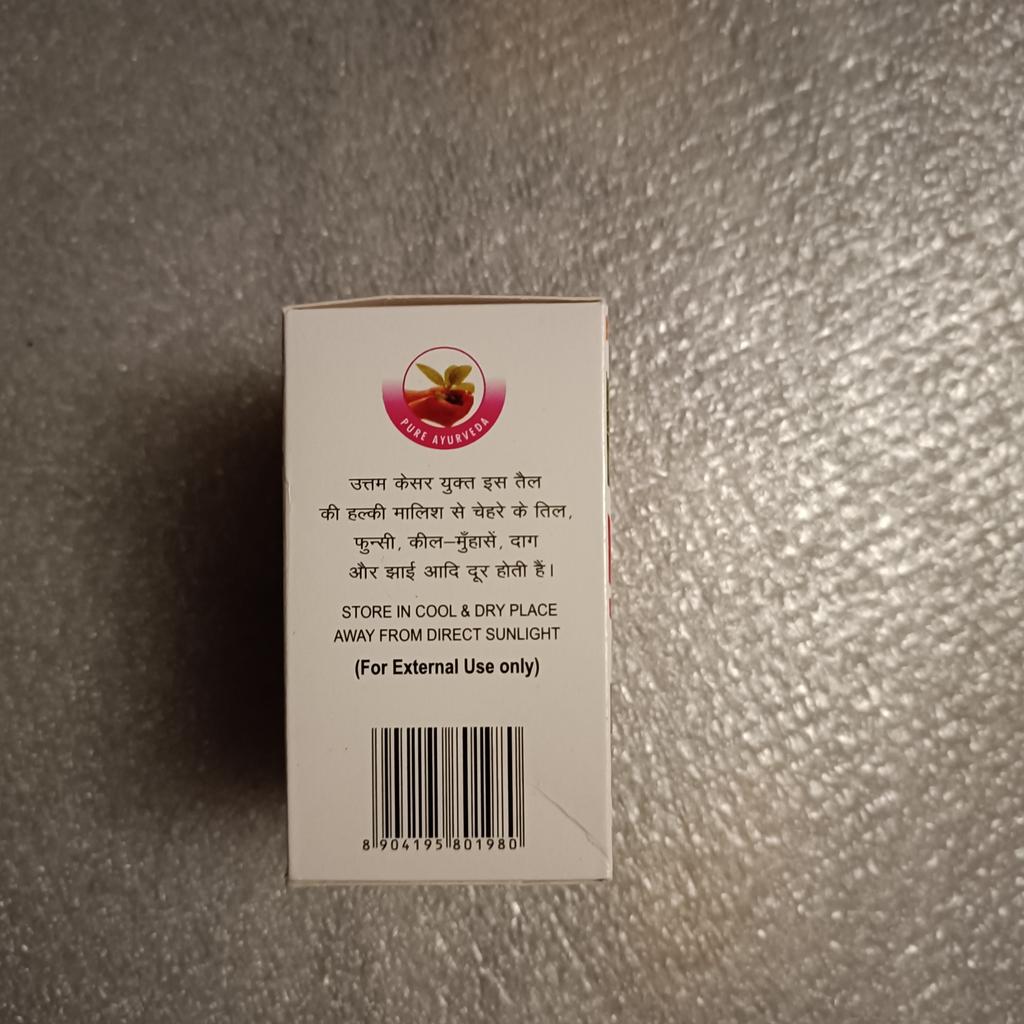 PURE AYURVEDA
उत्तम केसर युक्त इस तैल
की हल्की मालिश से चेहरे के तिल,
फुन्सी, कील–मुँहासें, दाग
और झाई आदि दूर होती हैं।
STORE IN COOL & DRY PLACE
AWAY FROM DIRECT SUNLIGHT
(For External Use only)
8 904195 801980